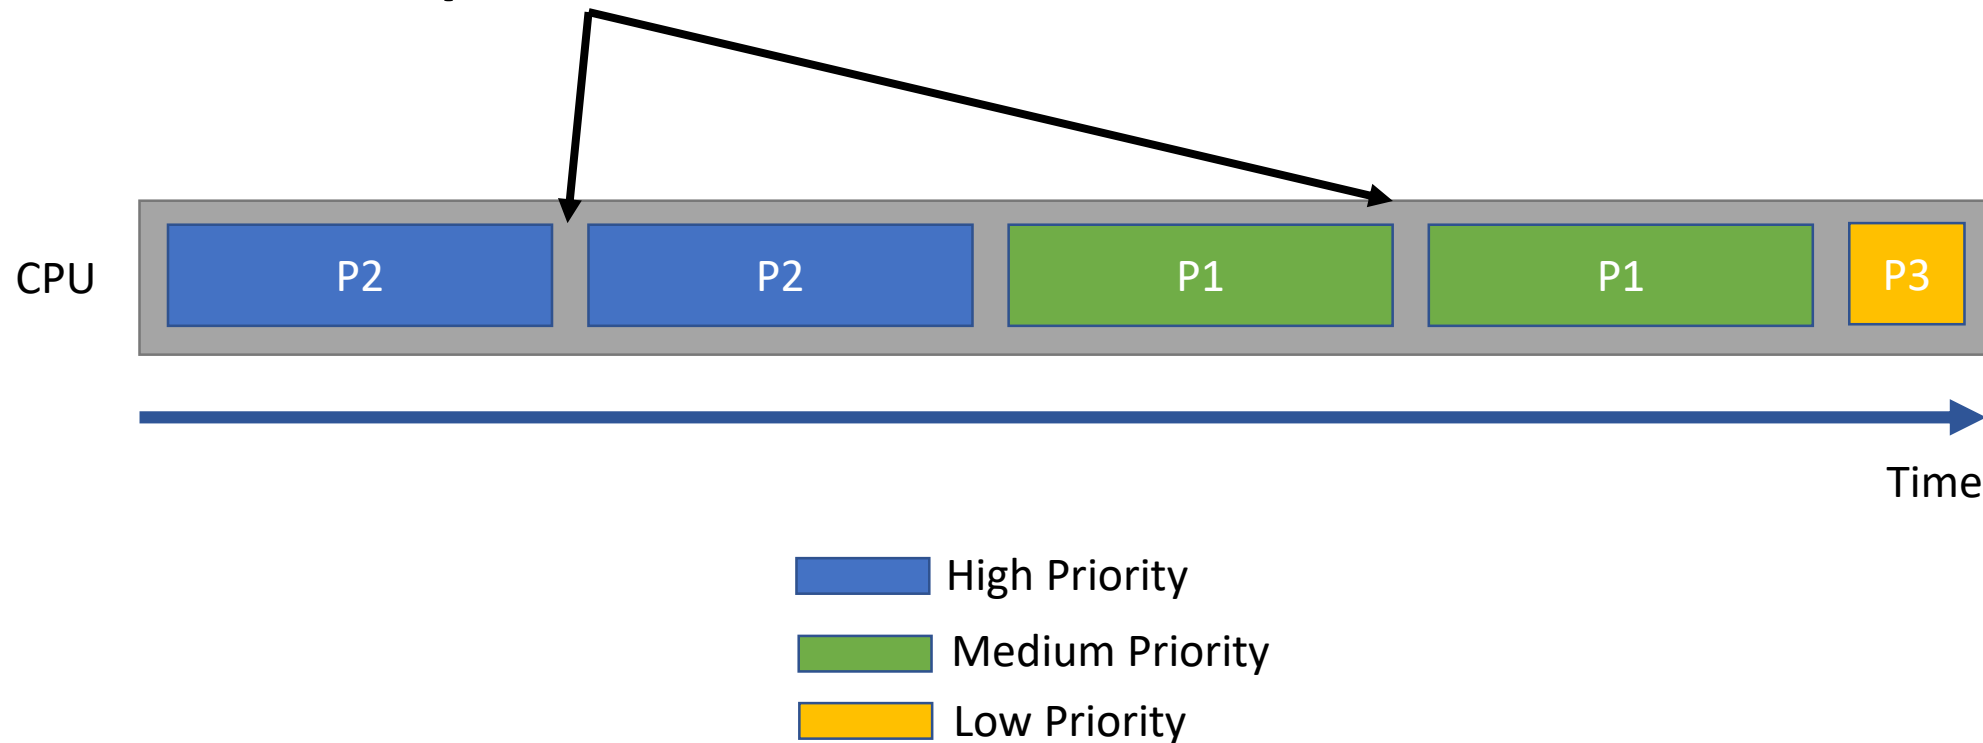 CPU
P2 P2 P1 P1 P3
Time
High Priority
Medium Priority
Low Priority